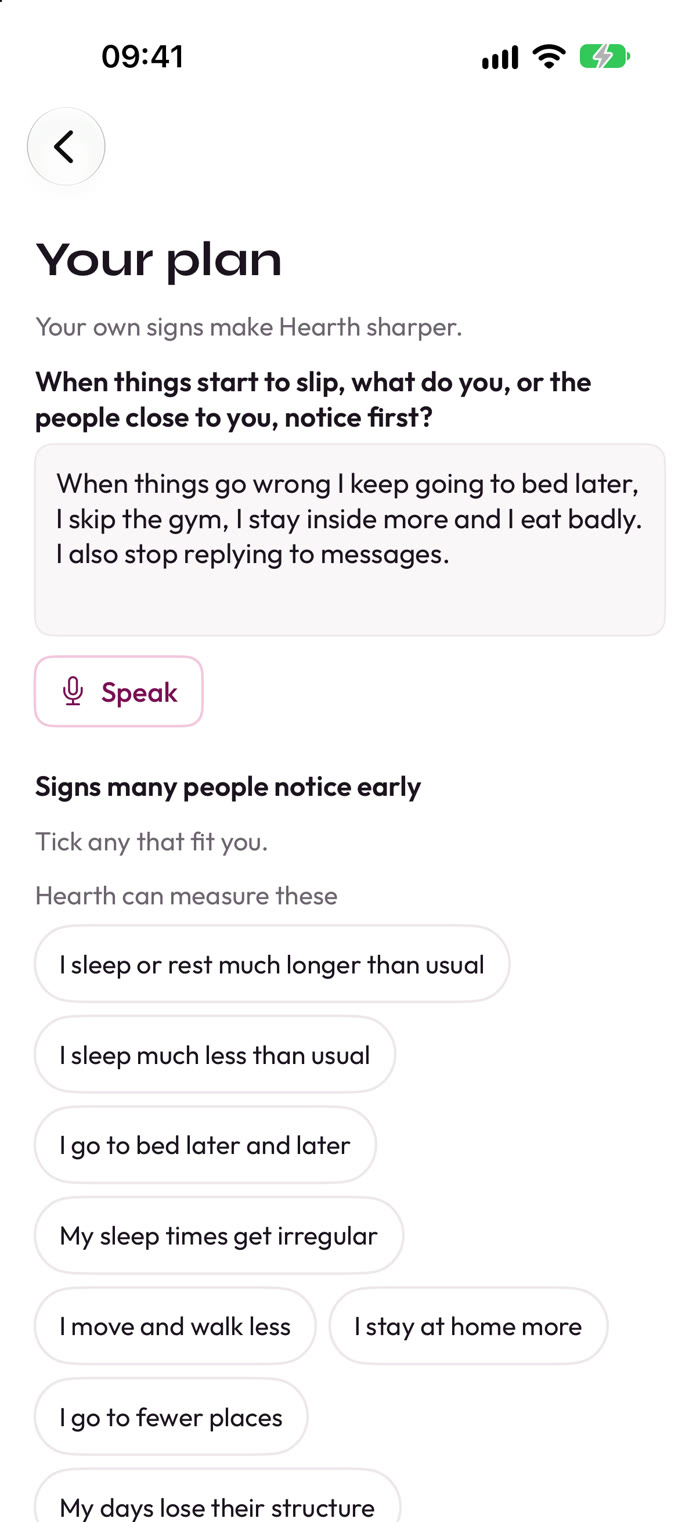 09:41
Your plan
Your own signs make Hearth sharper.
When things start to slip, what do you, or the
people close to you, notice first?
When things go wrong I keep going to bed later,
I skip the gym, I stay inside more and I eat badly.
I also stop replying to messages.
Speak
Signs many people notice early
Tick any that fit you.
Hearth can measure these
I sleep or rest much longer than usual
I sleep much less than usual
I go to bed later and later
My sleep times get irregular
I move and walk less
I stay at home more
I go to fewer places
My days lose their structure